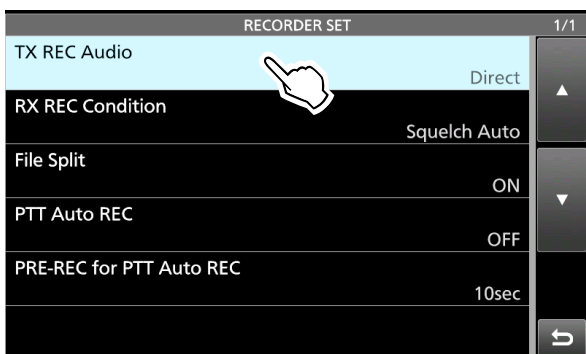 RECORDER SET
1/1
TX REC Audio
Direct
RX REC Condition
Squelch Auto
File Split
ON
PTT Auto REC
OFF
PRE-REC for PTT Auto REC
10sec